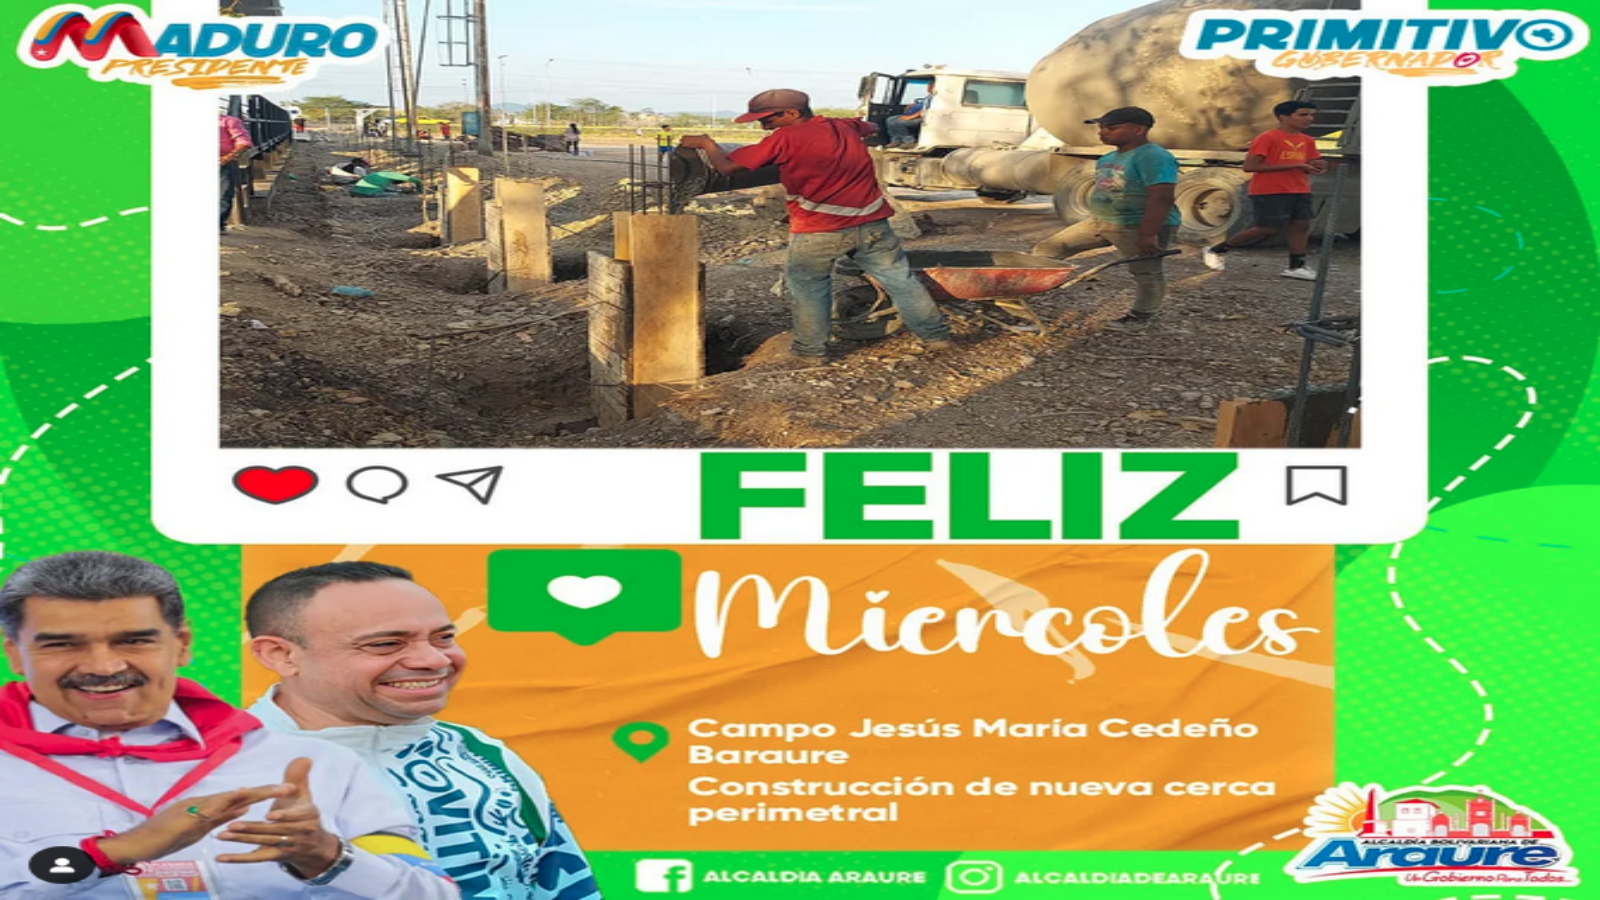 MADURO
PRESIDENTE
PRIMITIVO
GOBERNADOR
ESPAÑA
FELIZ
Miercoles
Campo Jesús María Cedeño
Baraure
Construcción de nueva cerca
perimetral
ALCALDIA ARAURE
ALCALDIADEARAURE
ALCALDÍA BOLIVARIANA DE
Araure
Un Gobierno Para Todos